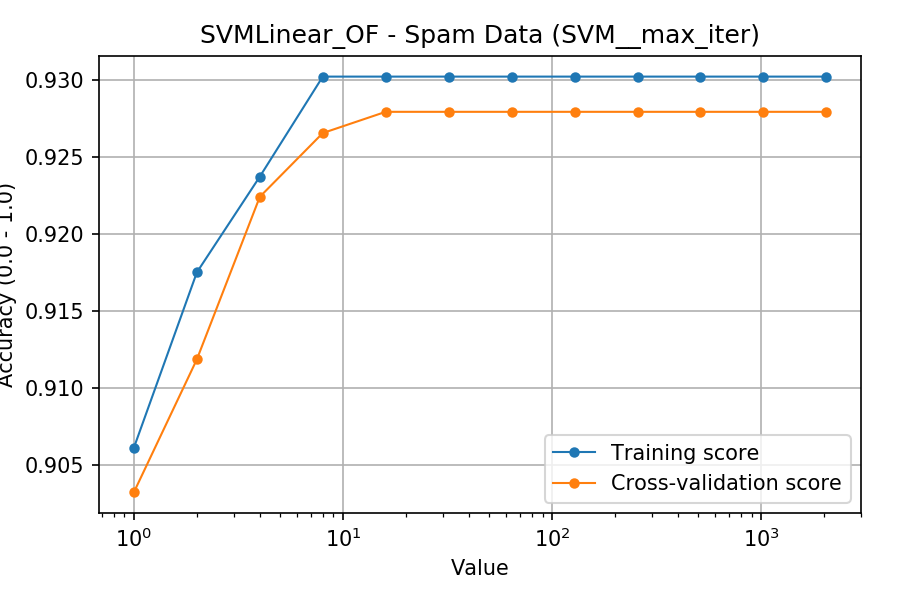 SVMLinear_OF - Spam Data (SVM__max_iter)
Accuracy (0.0 - 1.0)
0.930
0.925
0.920
0.915
0.910
0.905
Training score
Cross-validation score
10⁰ 10¹ 10² 10³
Value